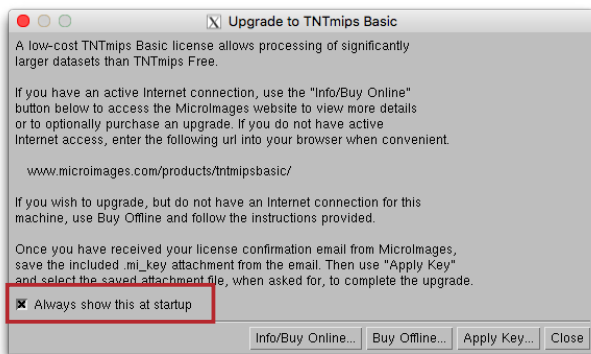 X Upgrade to TNTmips Basic
A low-cost TNTmips Basic license allows processing of significantly
larger datasets than TNTmips Free.
If you have an active Internet connection, use the "Info/Buy Online"
button below to access the MicroImages website to view more details
or to optionally purchase an upgrade. If you do not have active
Internet access, enter the following url into your browser when convenient.
www.microimages.com/products/tntmipsbasic/
If you wish to upgrade, but do not have an Internet connection for this
machine, use Buy Offline and follow the instructions provided.
Once you have received your license confirmation email from MicroImages,
save the included .mi_key attachment from the email. Then use "Apply Key"
and select the saved attachment file, when asked for, to complete the upgrade.
Always show this at startup
Info/Buy Online... Buy Offline... Apply Key... Close